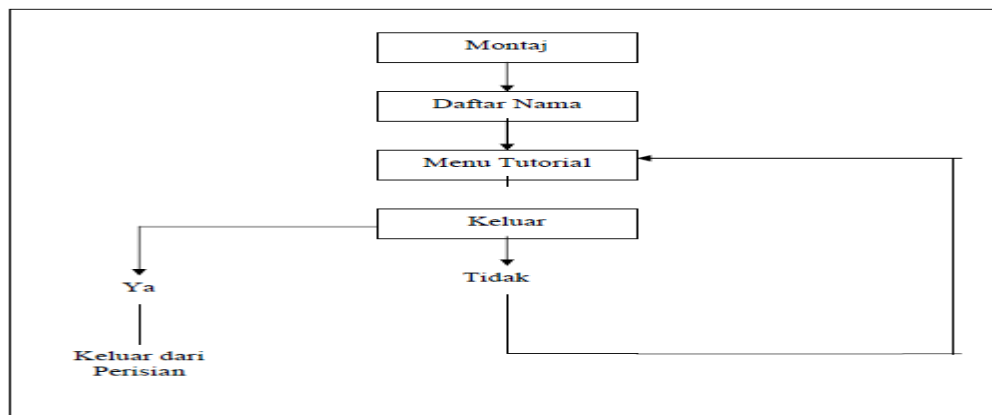 Montaj
Daftar Nama
Menu Tutorial
Keluar
Ya
Tidak
Keluar dari
Perisian